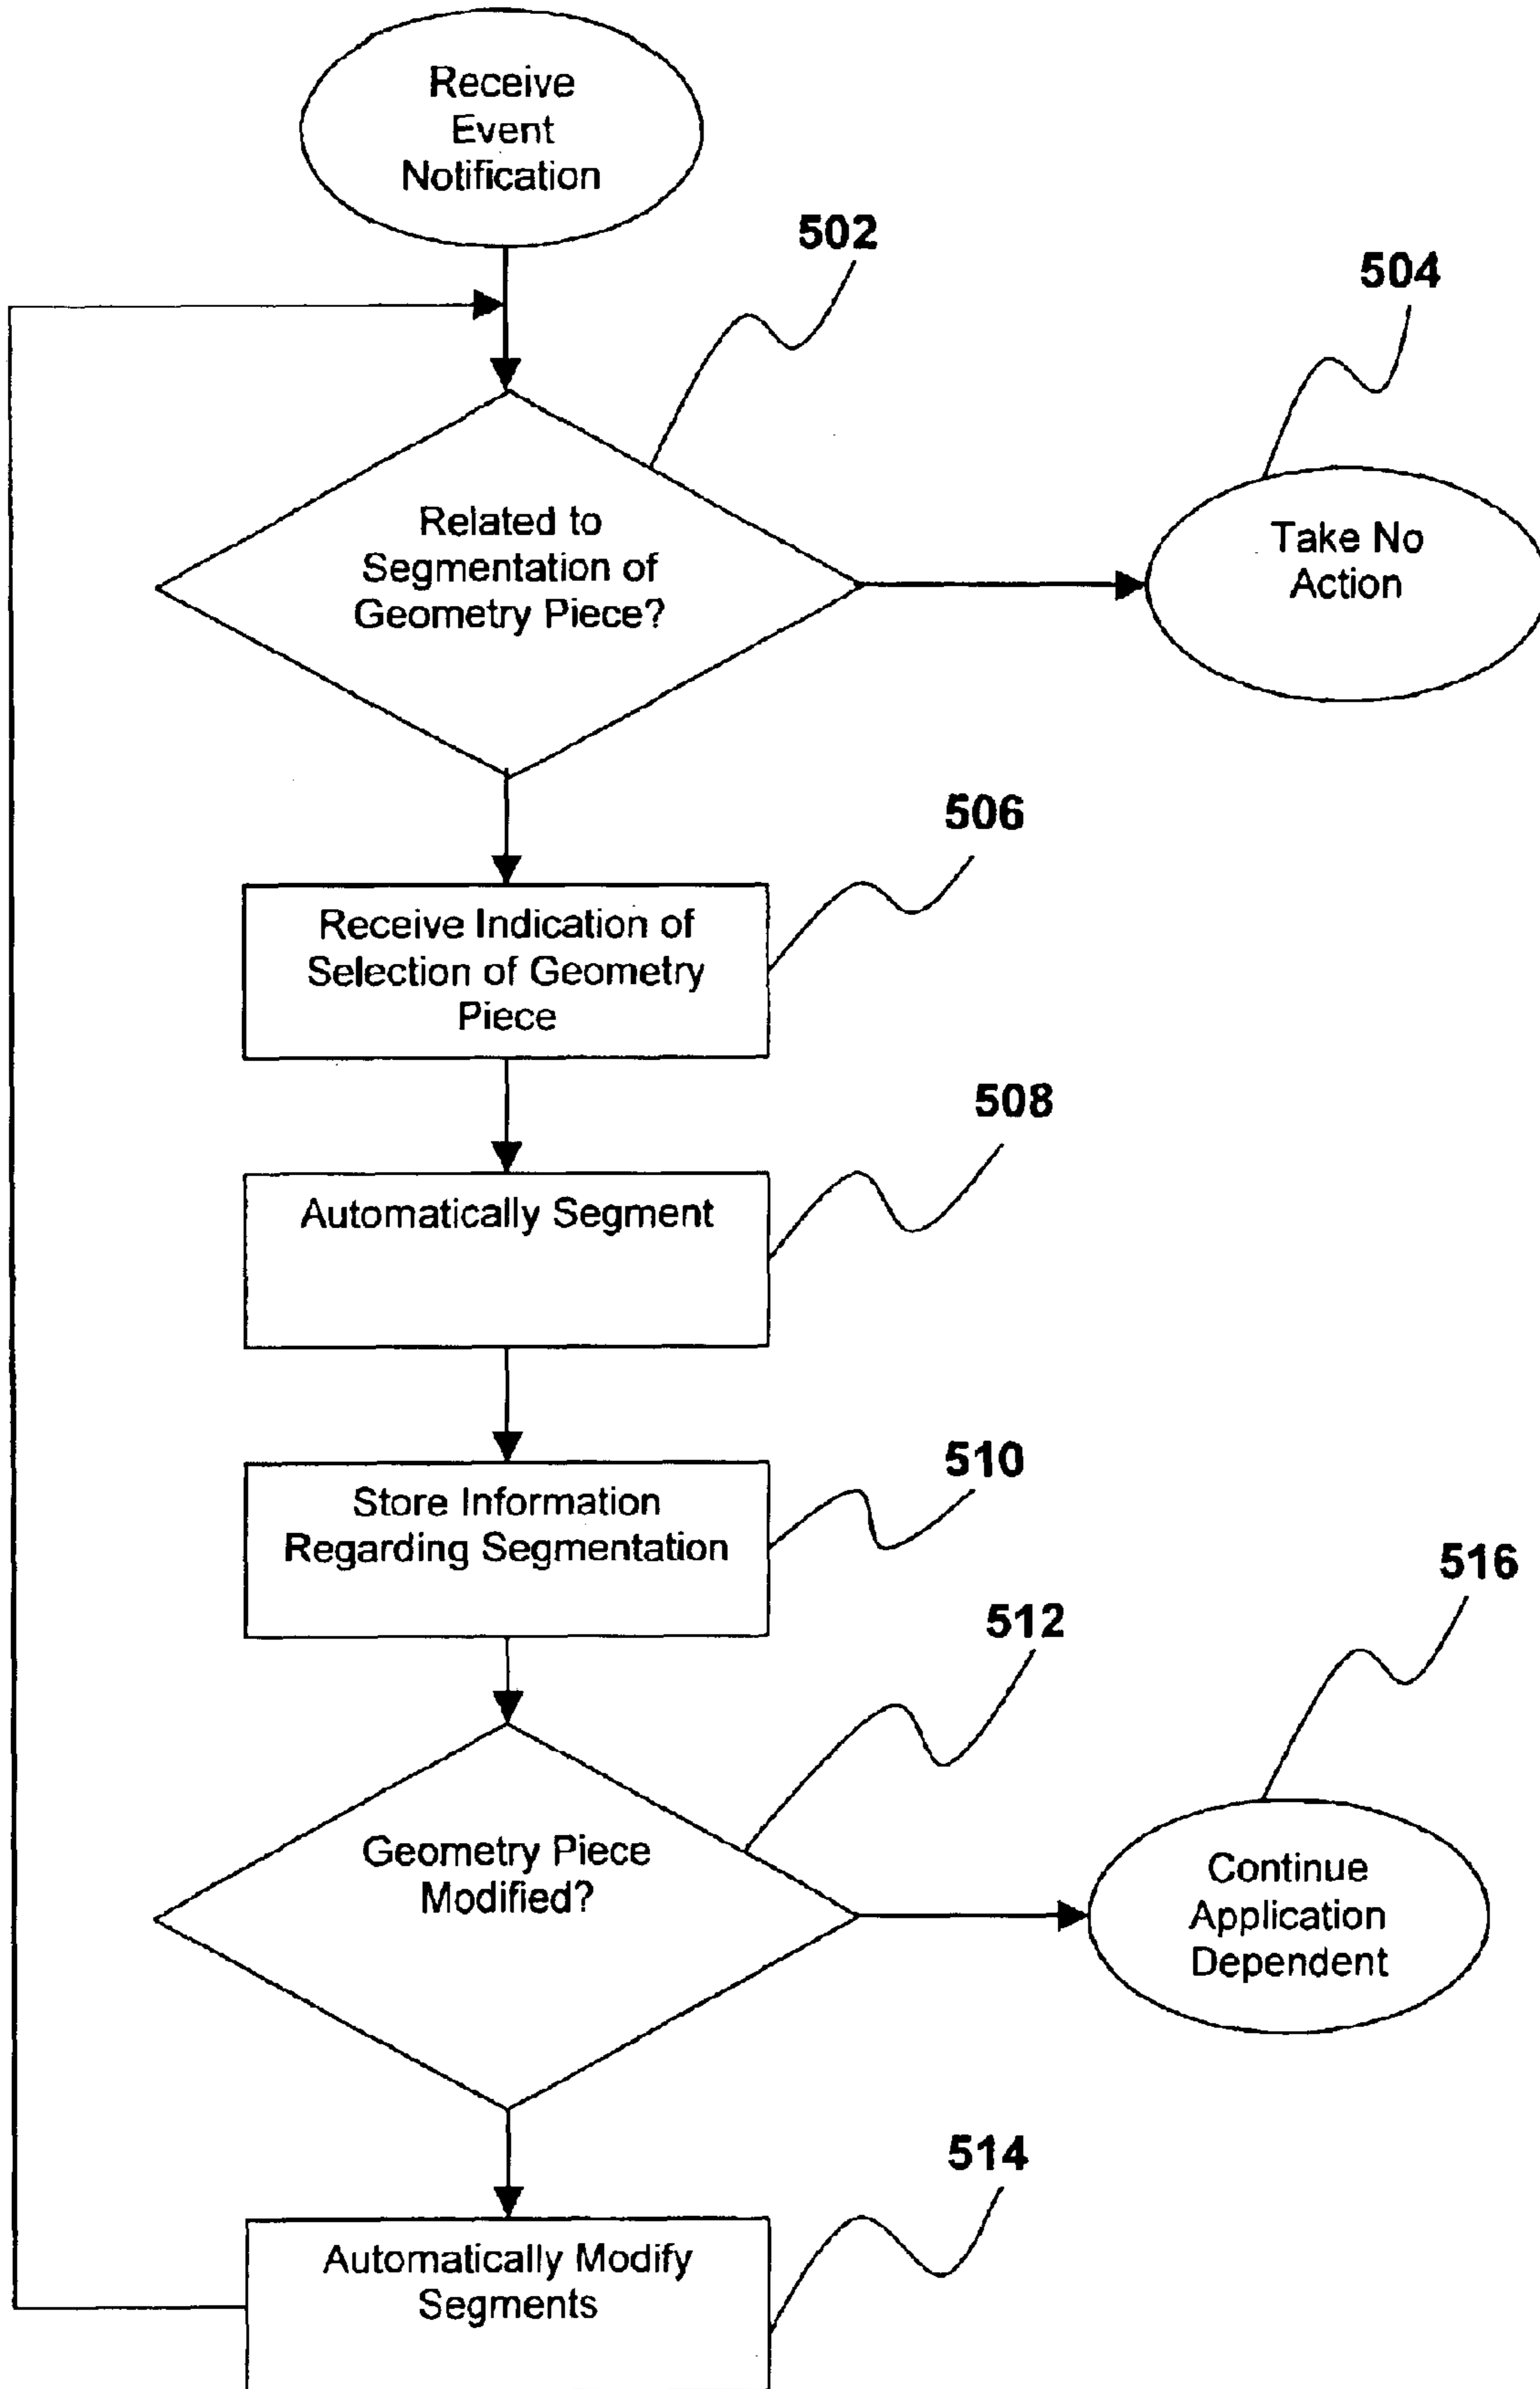 Receive
Event
Notification
502
504
Related to
Segmentation of
Geometry Piece?
Take No
Action
506
Receive Indication of
Selection of Geometry
Piece
508
Automatically Segment
510
Store Information
Regarding Segmentation
516
512
Geometry Piece
Modified?
Continue
Application
Dependent
514
Automatically Modify
Segments